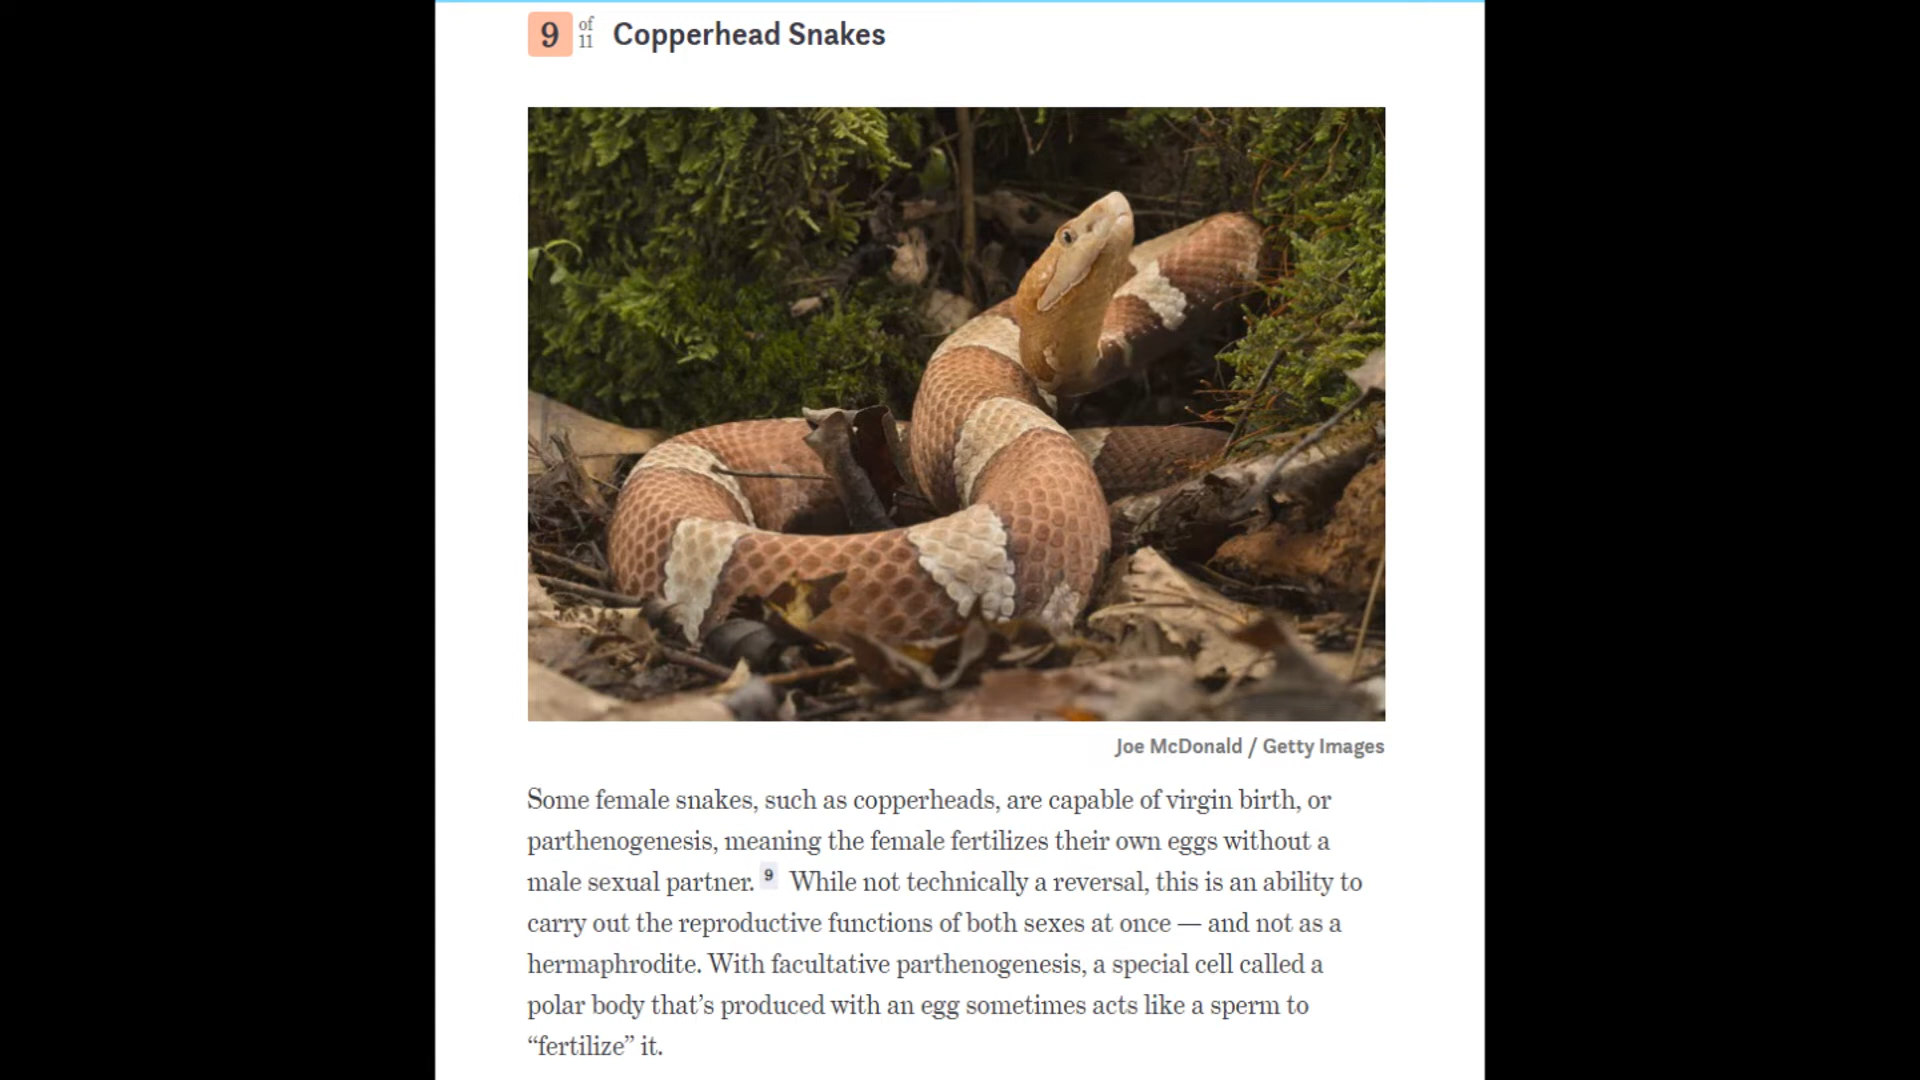 9 of 11 Copperhead Snakes
Joe McDonald / Getty Images
Some female snakes, such as copperheads, are capable of virgin birth, or
parthenogenesis, meaning the female fertilizes their own eggs without a
male sexual partner. 9 While not technically a reversal, this is an ability to
carry out the reproductive functions of both sexes at once — and not as a
hermaphrodite. With facultative parthenogenesis, a special cell called a
polar body that’s produced with an egg sometimes acts like a sperm to
“fertilize” it.